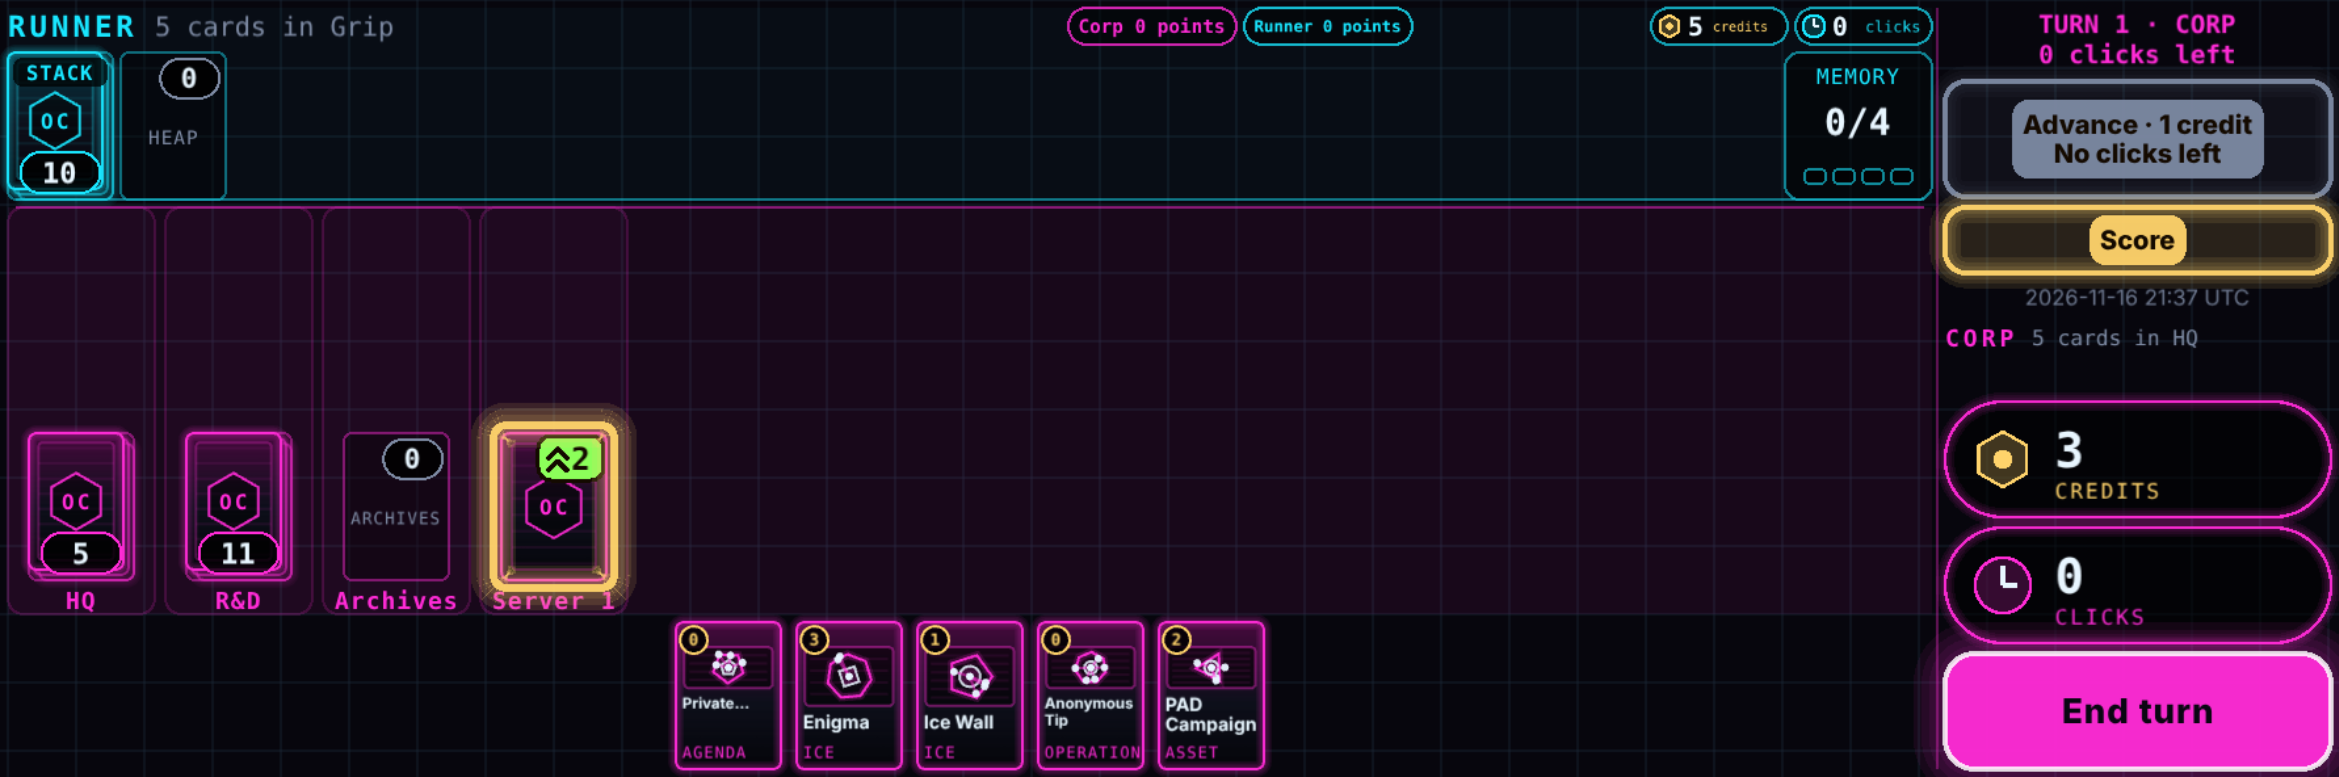 RUNNER 5 cards in Grip
Corp 0 points
Runner 0 points
5 credits
0 clicks
STACK
OC
10
0
HEAP
MEMORY
0/4
TURN 1 · CORP
0 clicks left
Advance · 1 credit
No clicks left
Score
2026-11-16 21:37 UTC
CORP 5 cards in HQ
3
CREDITS
0
CLICKS
End turn
OC
5
HQ
OC
11
R&D
0
ARCHIVES
Archives
2
OC
Server 1
0
Private...
AGENDA
3
Enigma
ICE
1
Ice Wall
ICE
0
Anonymous
Tip
OPERATION
2
PAD
Campaign
ASSET